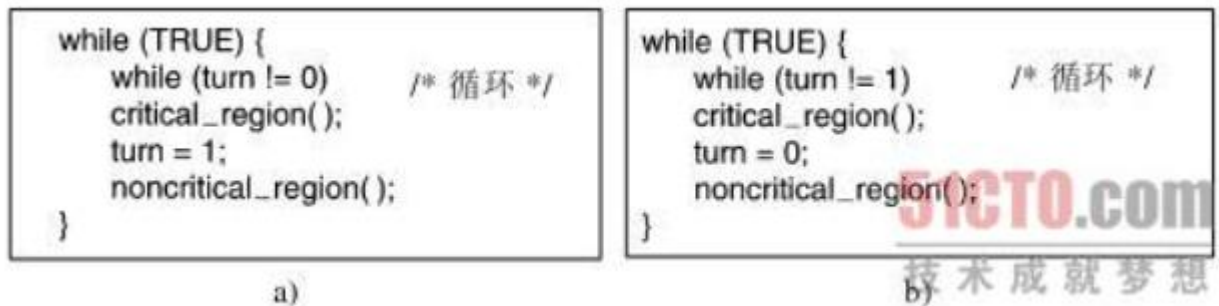 while (TRUE) {
while (turn != 0) /* 循环 */
critical_region( );
turn = 1;
noncritical_region( );
}
a)
while (TRUE) {
while (turn != 1) /* 循环 */
critical_region( );
turn = 0;
noncritical_region( );
}
b)
51CTO.com
技术成就梦想